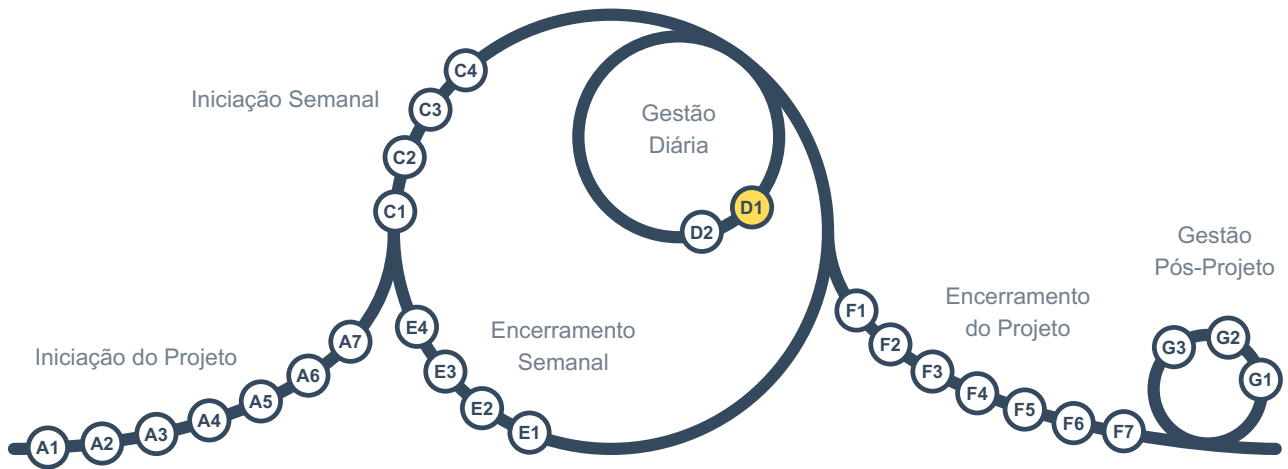 Iniciação do Projeto
A1
A2
A3
A4
A5
A6
A7
Iniciação Semanal
C1
C2
C3
C4
Gestão
Diária
D1
D2
Encerramento
Semanal
E1
E2
E3
E4
Encerramento
do Projeto
F1
F2
F3
F4
F5
F6
F7
Gestão
Pós-Projeto
G1
G2
G3